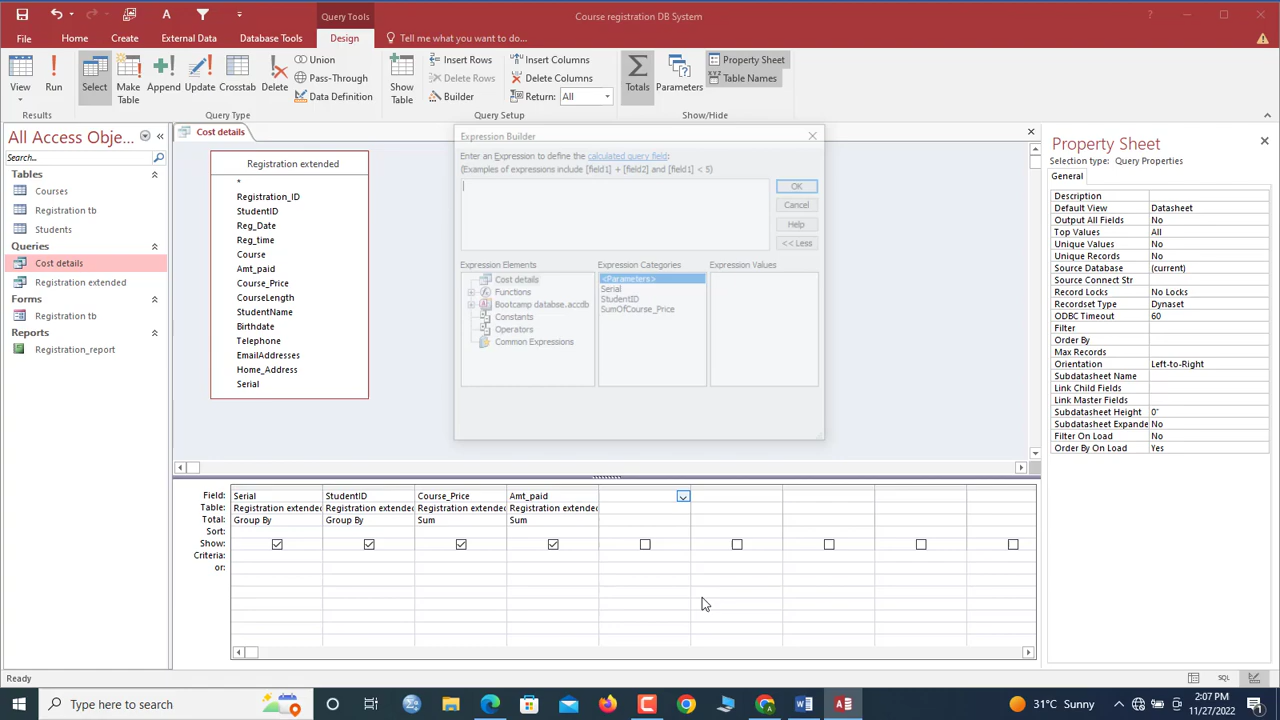 Query Tools
Course registration DB System
File
Home
Create
External Data
Database Tools
Design
Tell me what you want to do...
View
Run
Select
Make Table
Append
Update
Crosstab
Delete
Union
Pass-Through
Data Definition
Show Table
Insert Rows
Delete Rows
Builder
Insert Columns
Delete Columns
Return: All
Totals
Parameters
Property Sheet
Table Names
Results
Query Type
Query Setup
Show/Hide
All Access Obje...
Search...
Tables
Courses
Registration tb
Students
Queries
Cost details
Registration extended
Forms
Registration tb
Reports
Registration_report
Cost details
Registration extended
*
Registration_ID
StudentID
Reg_Date
Reg_time
Course
Amt_paid
Course_Price
CourseLength
StudentName
Birthdate
Telephone
EmailAddresses
Home_Address
Serial
Expression Builder
Enter an Expression to define the calculated query field:
(Examples of expressions include [field1] + [field2] and [field1] < 5)
OK
Cancel
Help
<< Less
Expression Elements
Expression Categories
Expression Values
Cost details
Functions
Bootcamp databse.accdb
Constants
Operators
Common Expressions
<Parameters>
Serial
StudentID
SumOfCourse_Price
Field: Serial StudentID Course_Price Amt_paid
Table: Registration extended Registration extended Registration extended Registration extended
Total: Group By Group By Sum Sum
Sort:
Show:
Criteria:
or:
Property Sheet
Selection type: Query Properties
General
Description
Default View Datasheet
Output All Fields No
Top Values All
Unique Values No
Unique Records No
Source Database (current)
Source Connect Str
Record Locks No Locks
Recordset Type Dynaset
ODBC Timeout 60
Filter
Order By
Max Records
Orientation Left-to-Right
Subdatasheet Name
Link Child Fields
Link Master Fields
Subdatasheet Height 0"
Subdatasheet Expande No
Filter On Load No
Order By On Load Yes
Ready
SQL
Type here to search
31°C Sunny
2:07 PM
11/27/2022